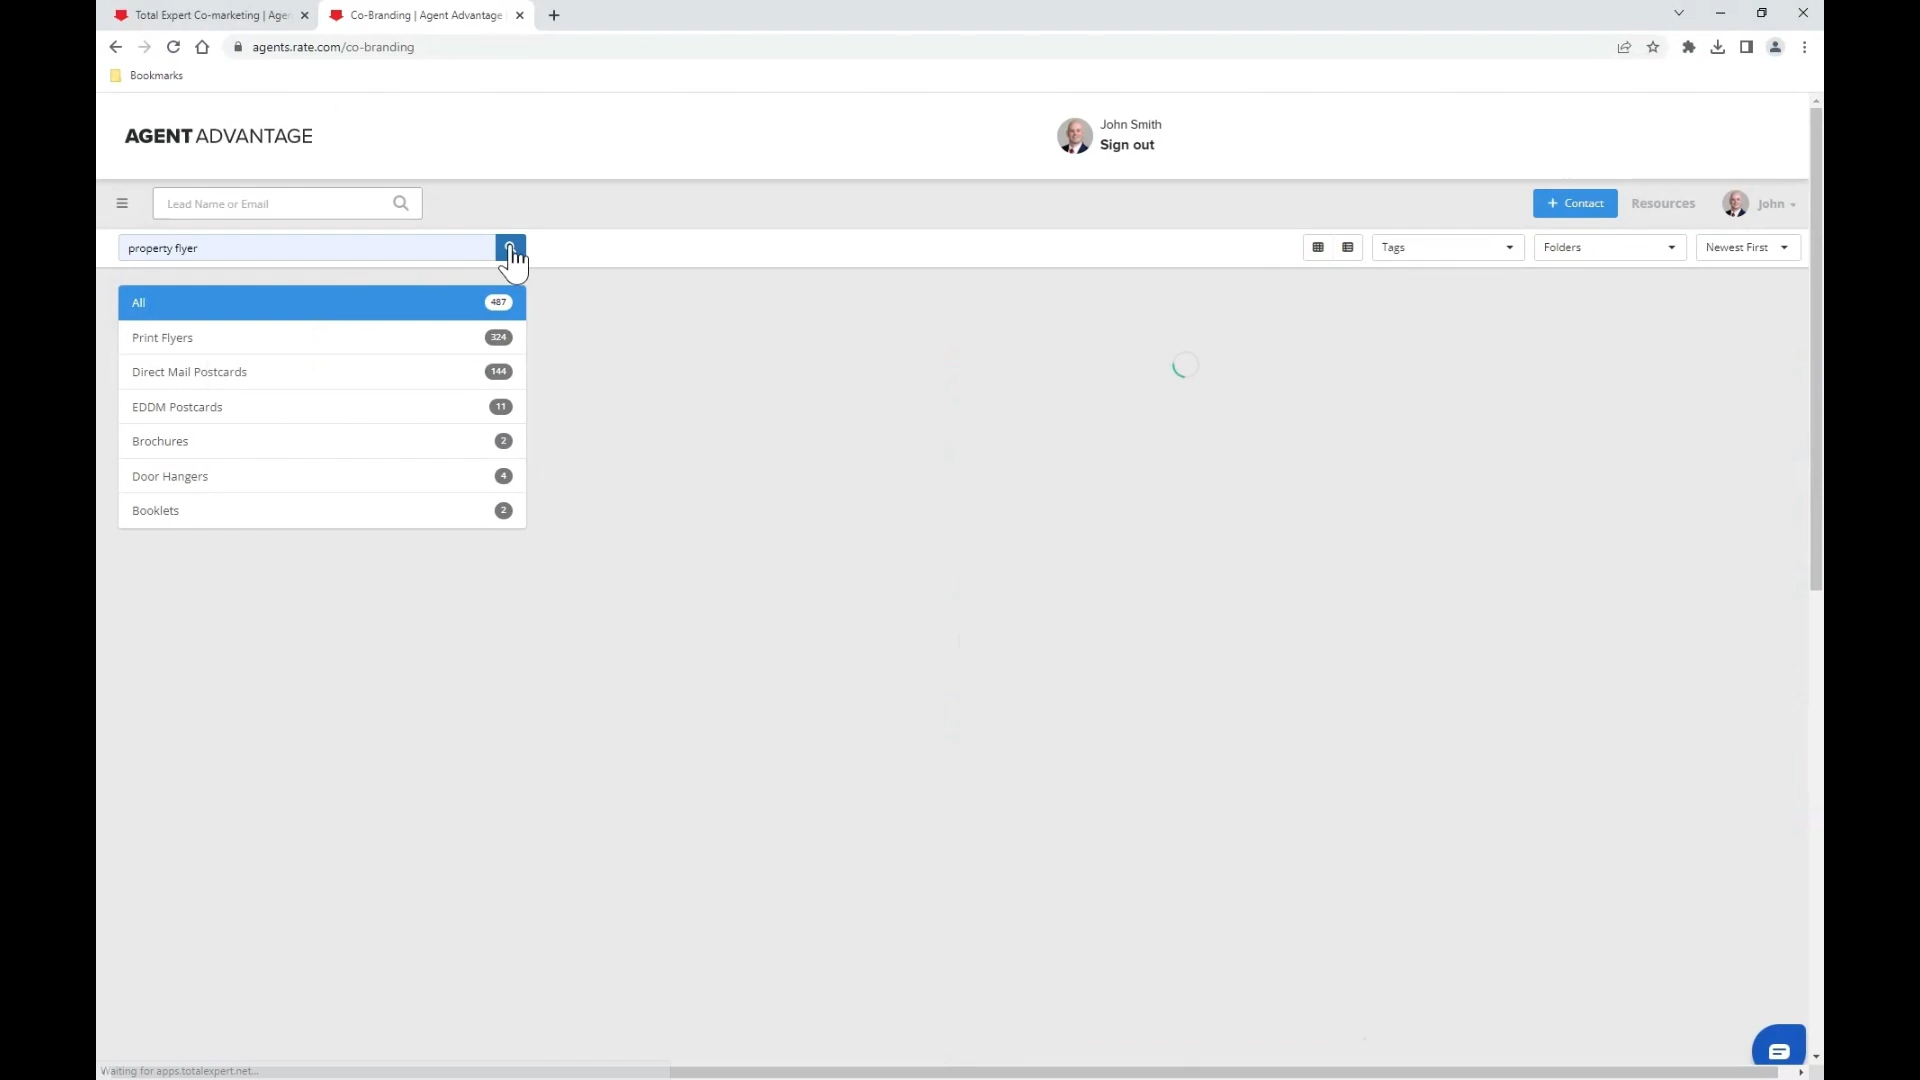 Total Expert Co-marketing | Age
Co-Branding | Agent Advantage
agents.rate.com/co-branding
Bookmarks
AGENT ADVANTAGE
John Smith
Sign out
Lead Name or Email
+ Contact
Resources
John
property flyer
Tags
Folders
Newest First
All 487
Print Flyers 324
Direct Mail Postcards 144
EDDM Postcards 11
Brochures 2
Door Hangers 4
Booklets 2
Waiting for apps.totalexpert.net...